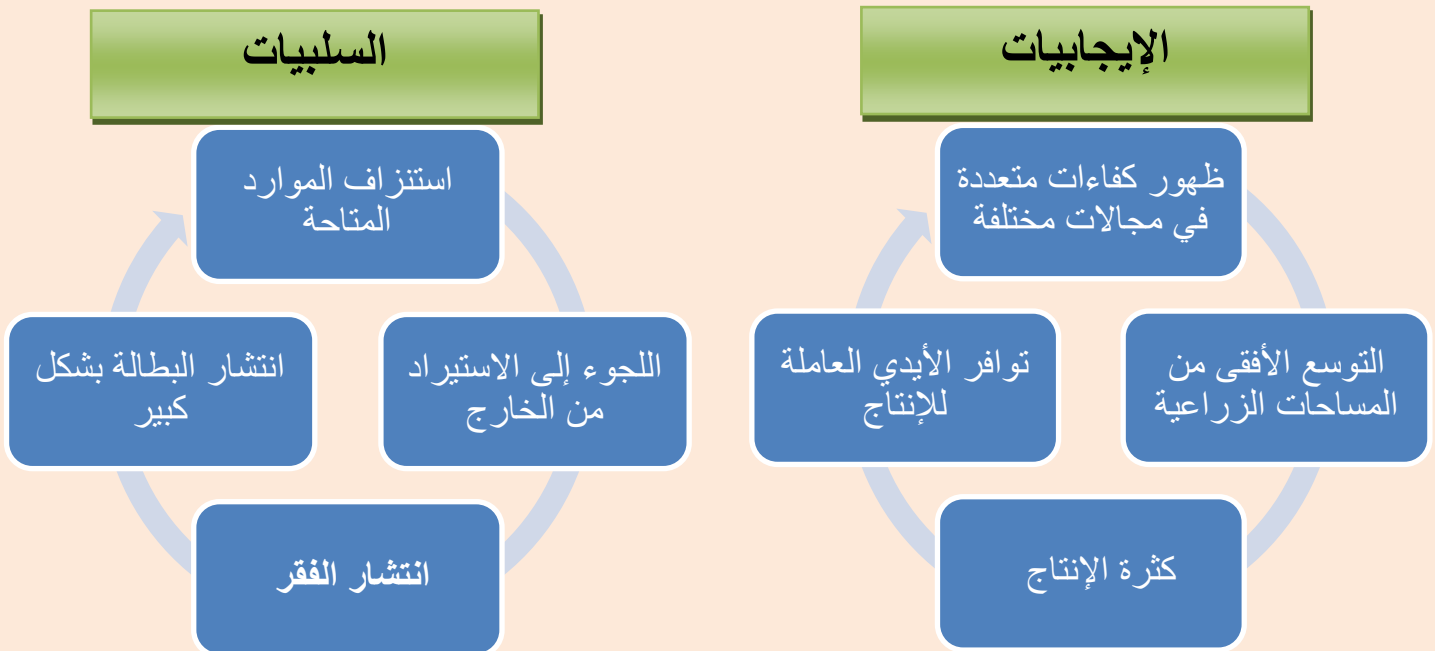 الإيجابيات
ظهور كفاءات متعددة
في مجالات مختلفة
التوسع الأفقى من
المساحات الزراعية
كثرة الإنتاج
توافر الأيدي العاملة
للإنتاج
السلبيات
استنزاف الموارد
المتاحة
اللجوء إلى الاستيراد
من الخارج
انتشار الفقر
انتشار البطالة بشكل
كبير